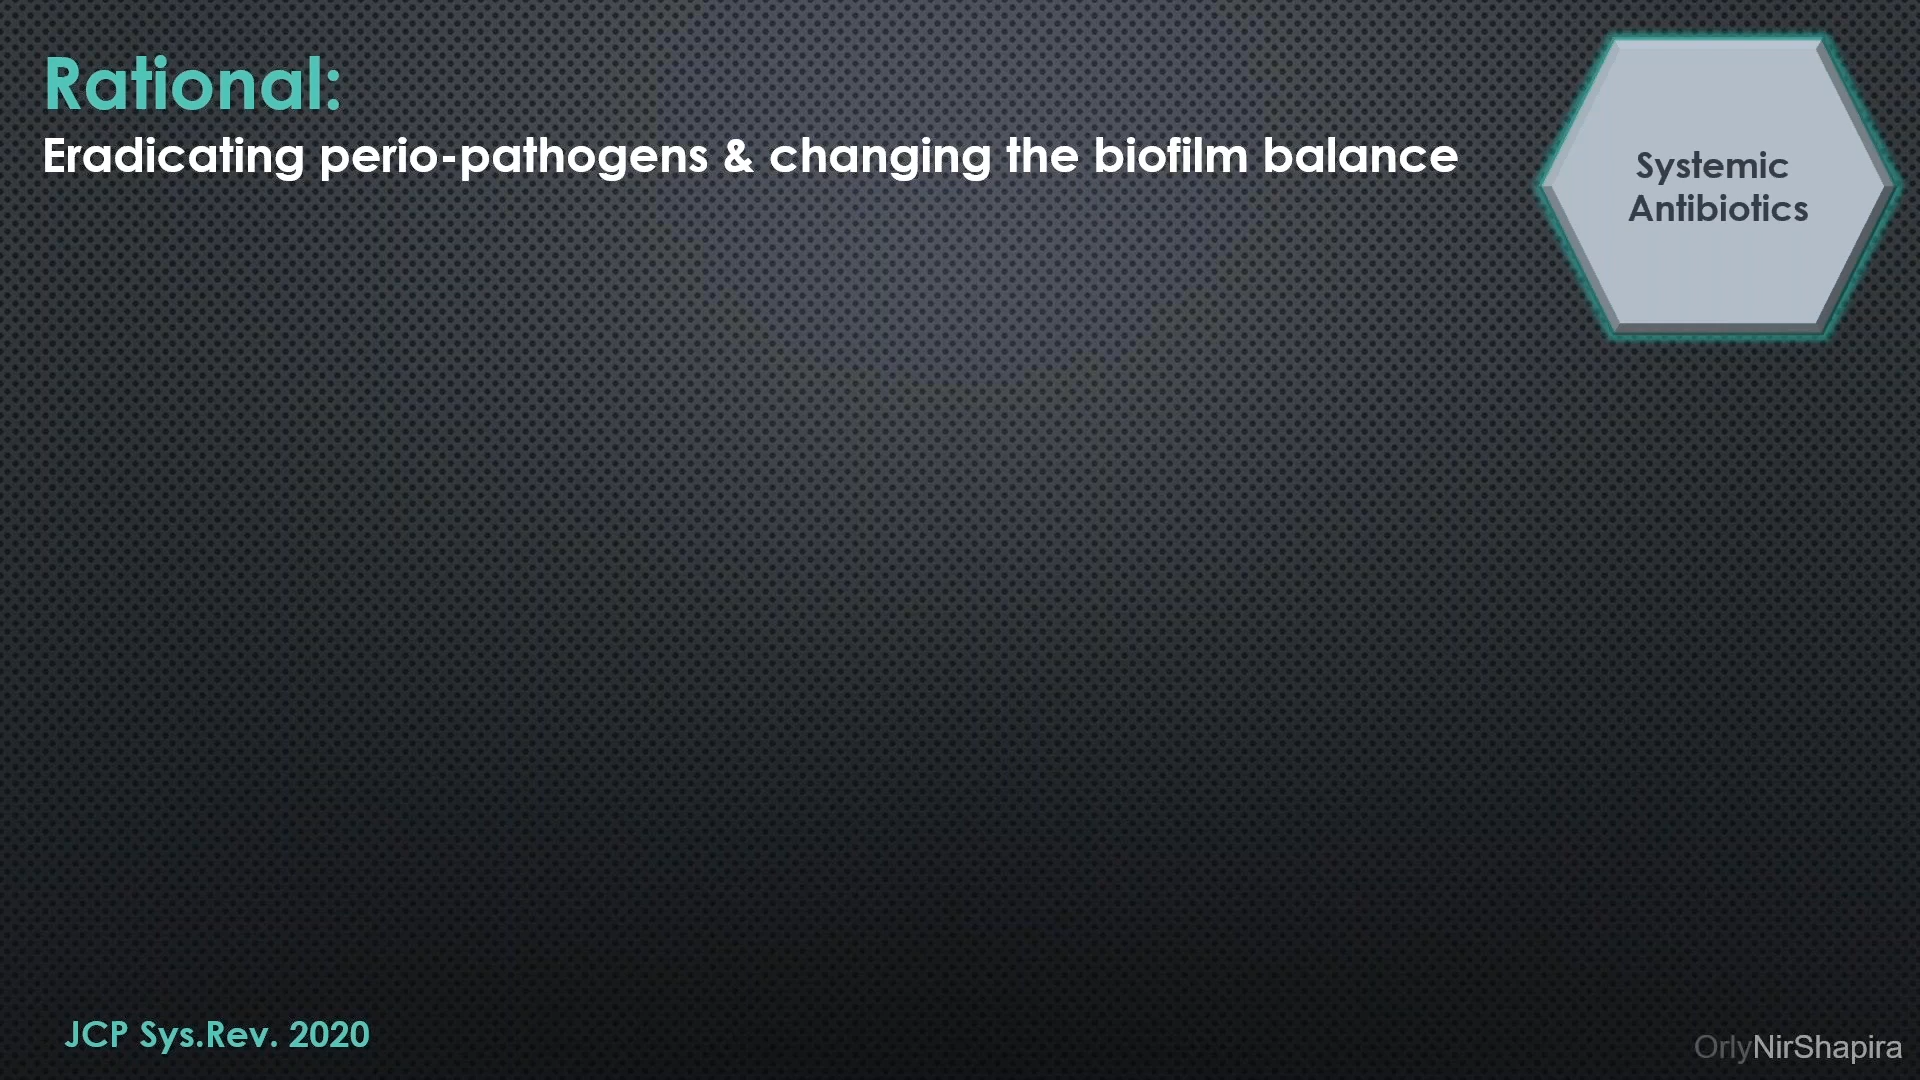 Rational:
Eradicating perio-pathogens & changing the biofilm balance
Systemic
Antibiotics
JCP Sys.Rev. 2020
OrlyNirShapira